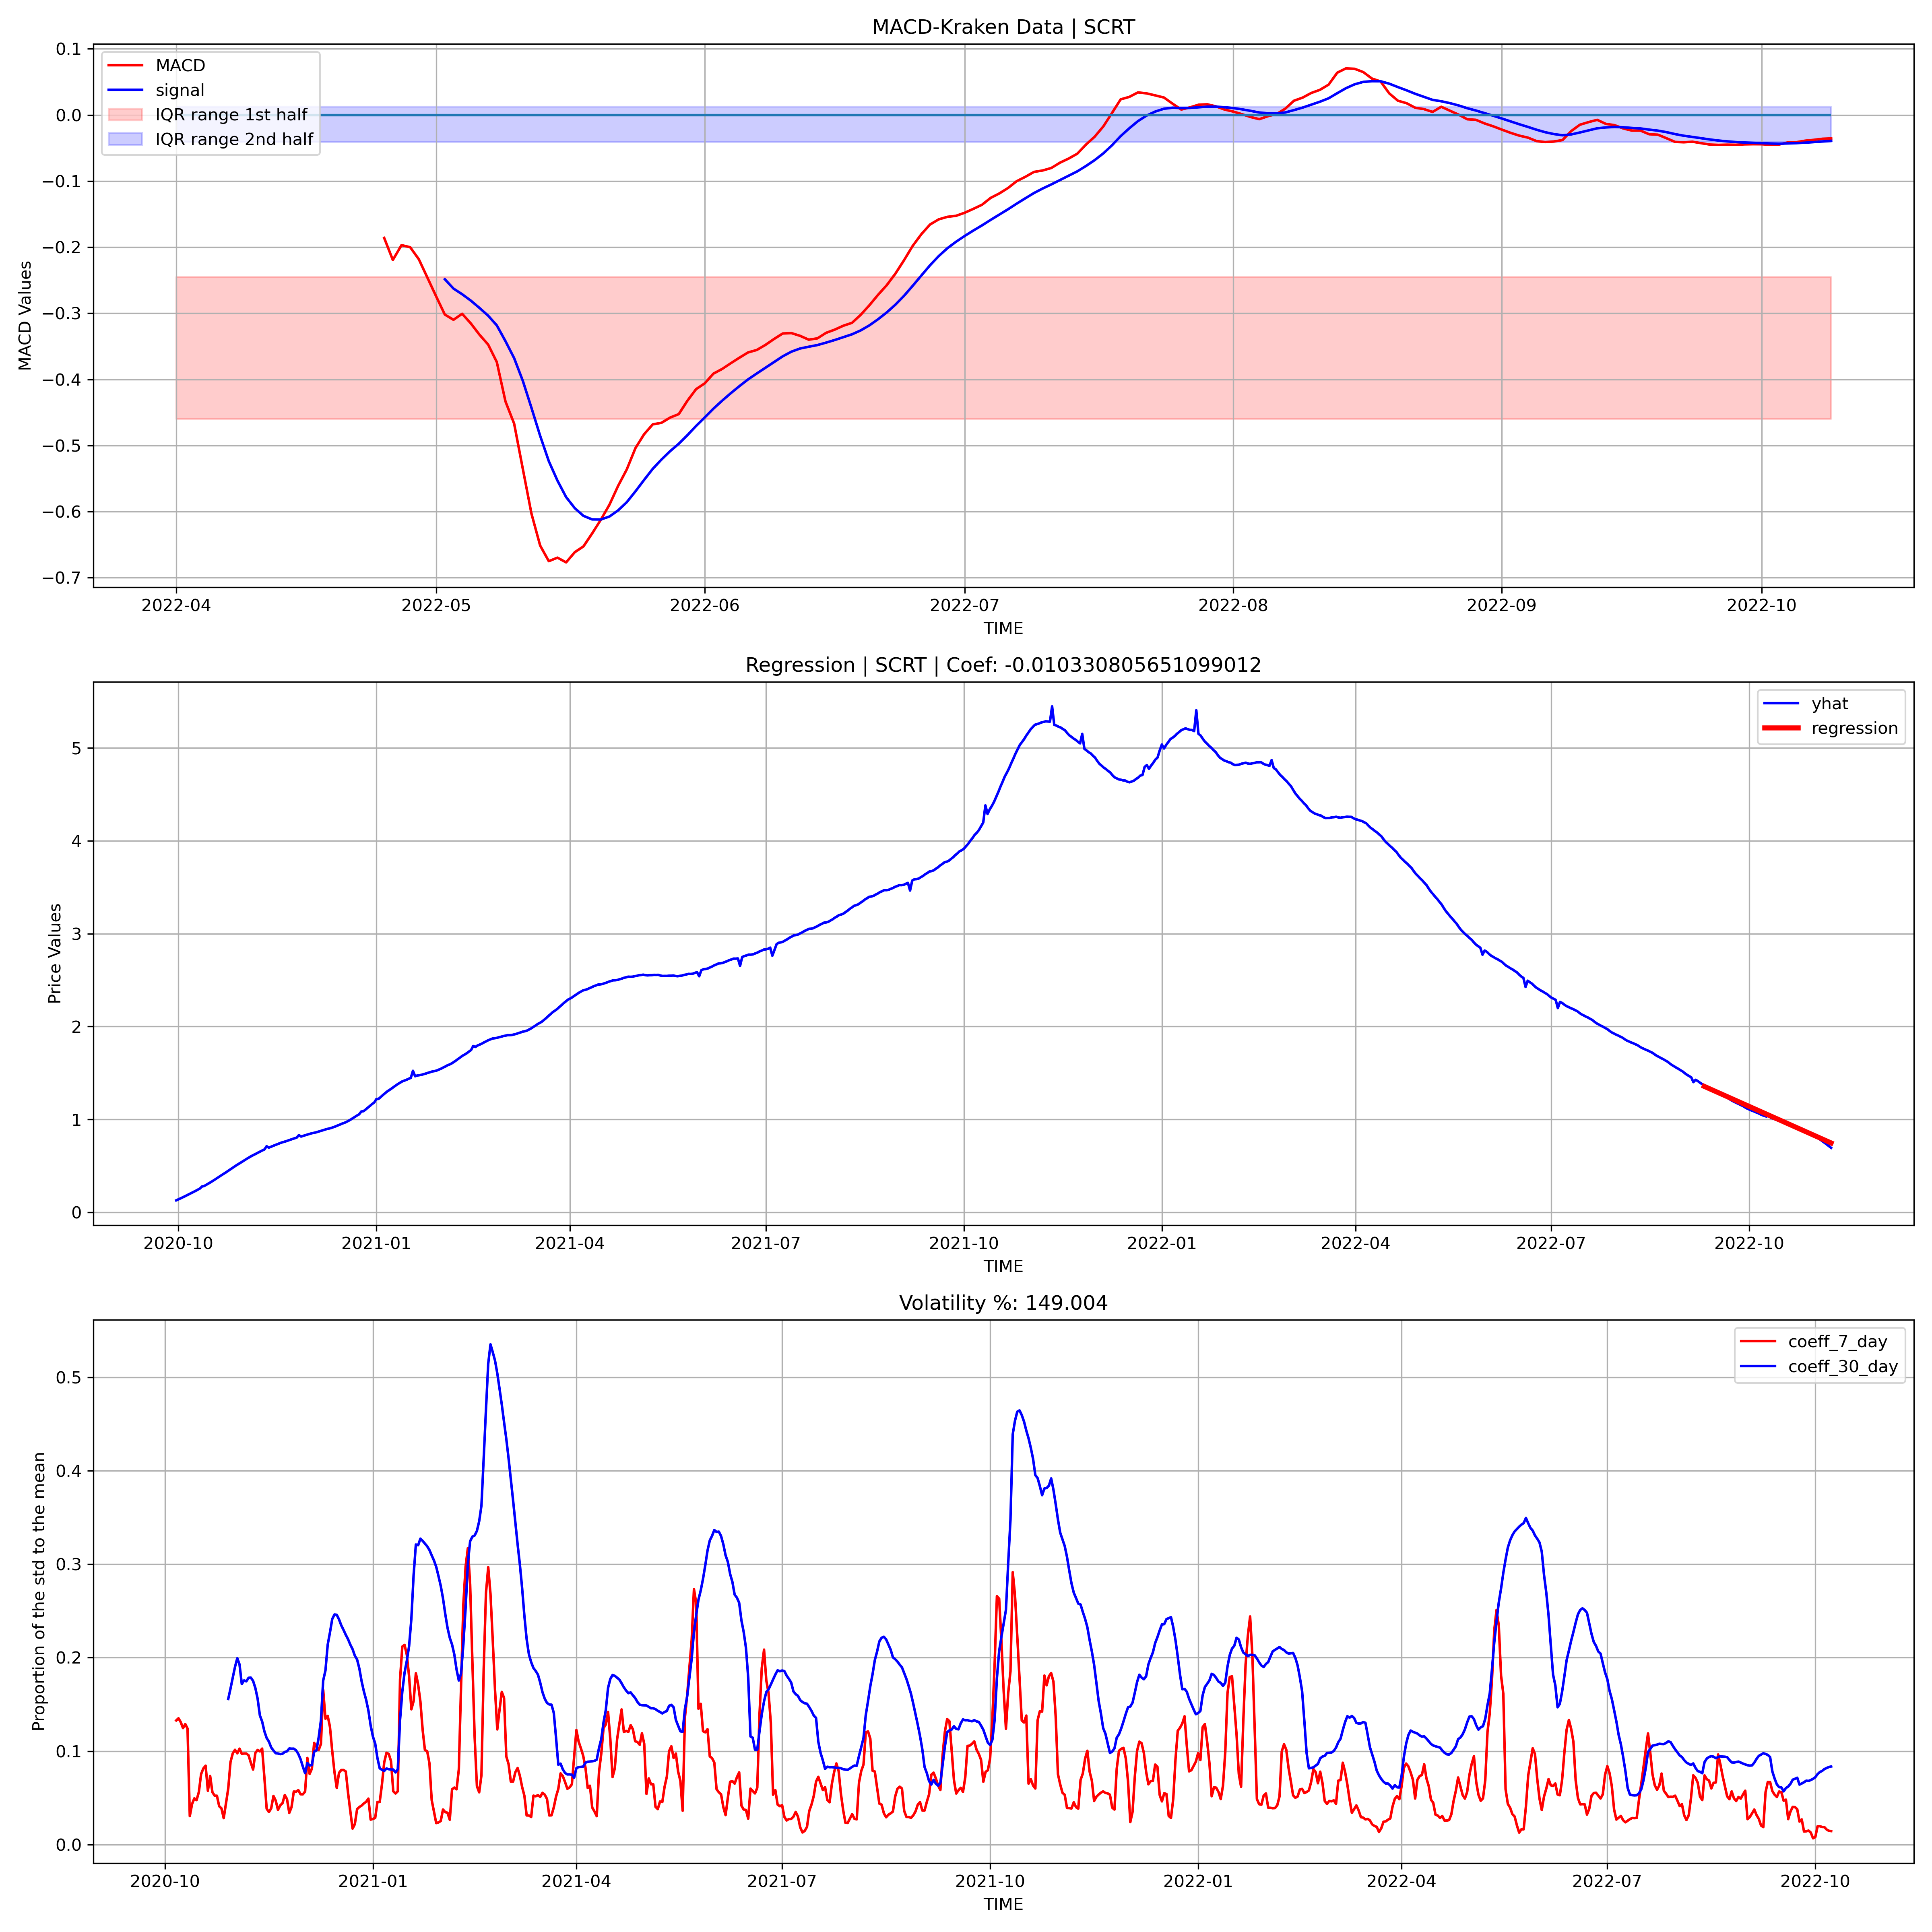 MACD-Kraken Data | SCRT
MACD
signal
IQR range 1st half
IQR range 2nd half
MACD Values
0.1
0.0
−0.1
−0.2
−0.3
−0.4
−0.5
−0.6
−0.7
2022-04 2022-05 2022-06 2022-07 2022-08 2022-09 2022-10
TIME
Regression | SCRT | Coef: -0.010330805651099012
yhat
regression
Price Values
5
4
3
2
1
0
2020-10 2021-01 2021-04 2021-07 2021-10 2022-01 2022-04 2022-07 2022-10
TIME
Volatility %: 149.004
coeff_7_day
coeff_30_day
Proportion of the std to the mean
0.5
0.4
0.3
0.2
0.1
0.0
2020-10 2021-01 2021-04 2021-07 2021-10 2022-01 2022-04 2022-07 2022-10
TIME